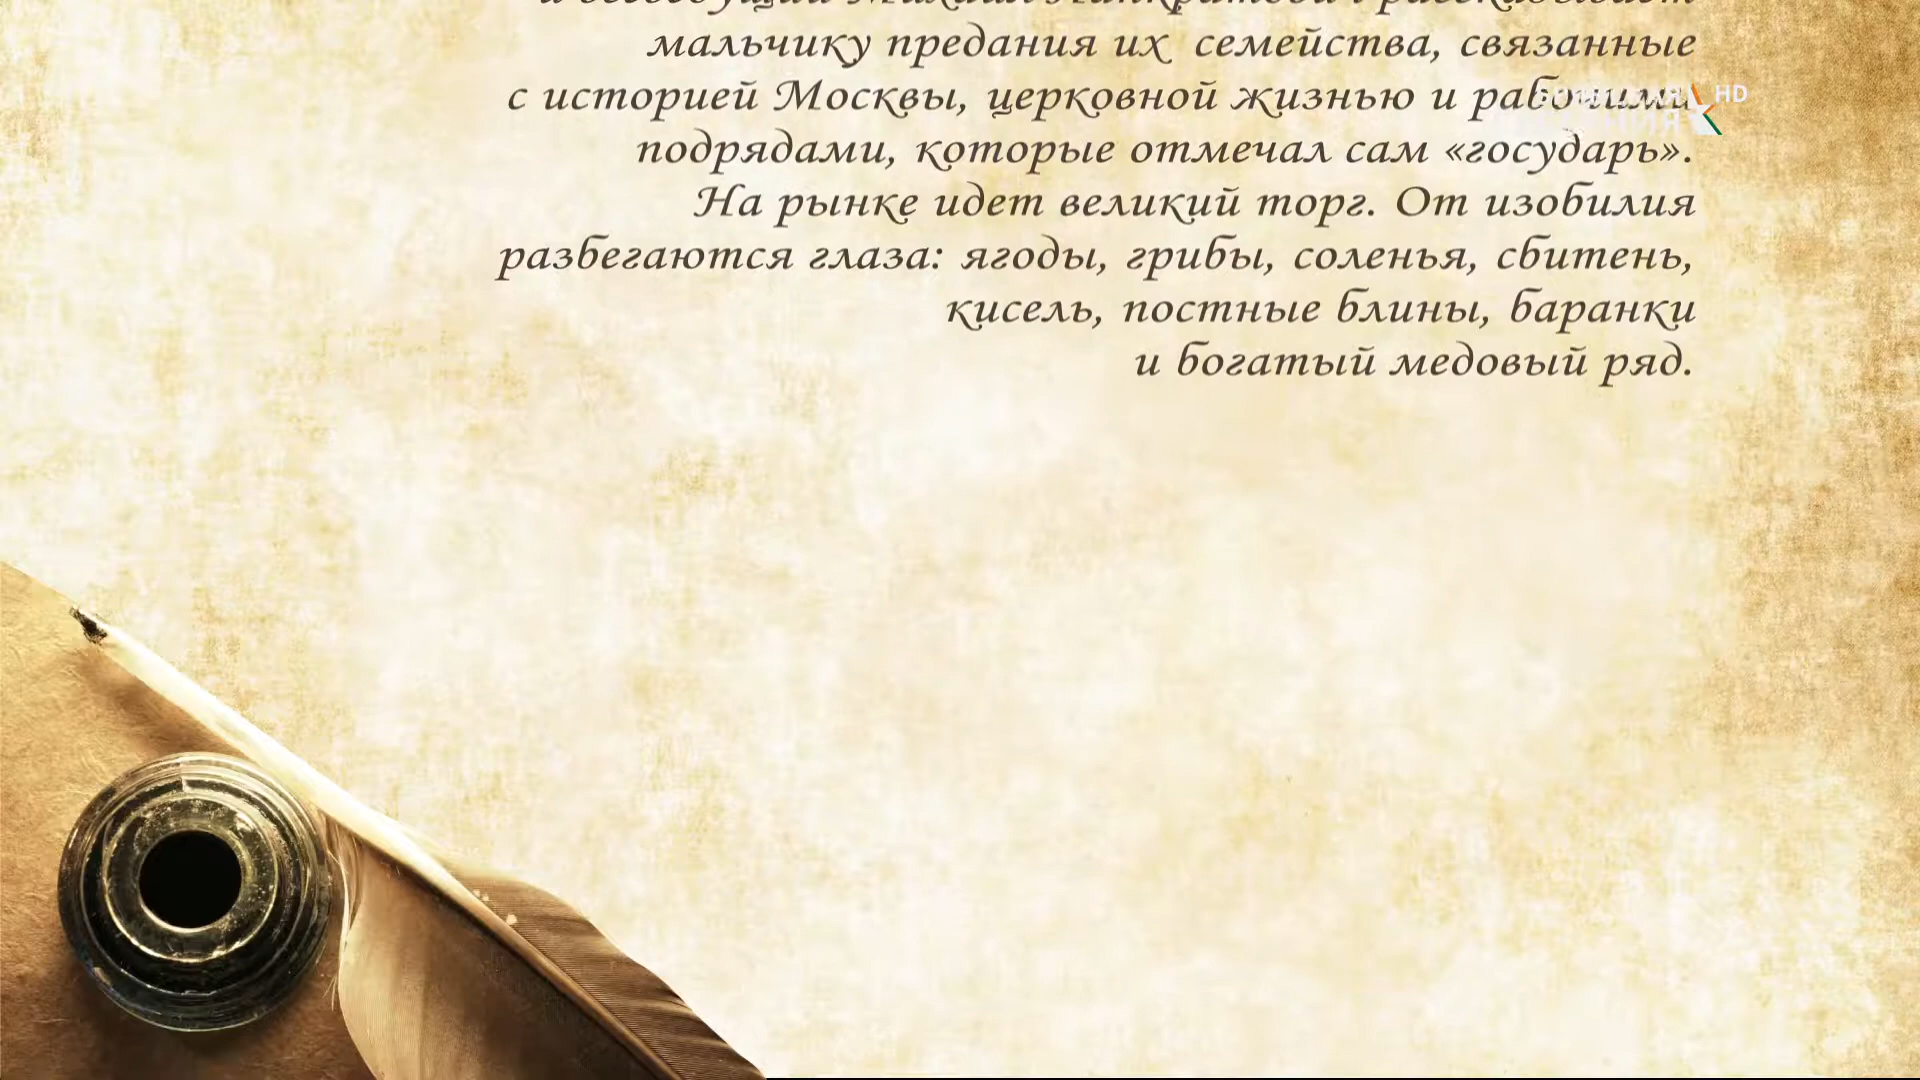 мальчику предания их семейства, связанные
с историей Москвы, церковной жизнью и рабочими
подрядами, которые отмечал сам «государь».
На рынке идет великий торг. От изобилия
разбегаются глаза: ягоды, грибы, соленья, сбитень,
кисель, постные блины, баранки
и богатый медовый ряд.
HD